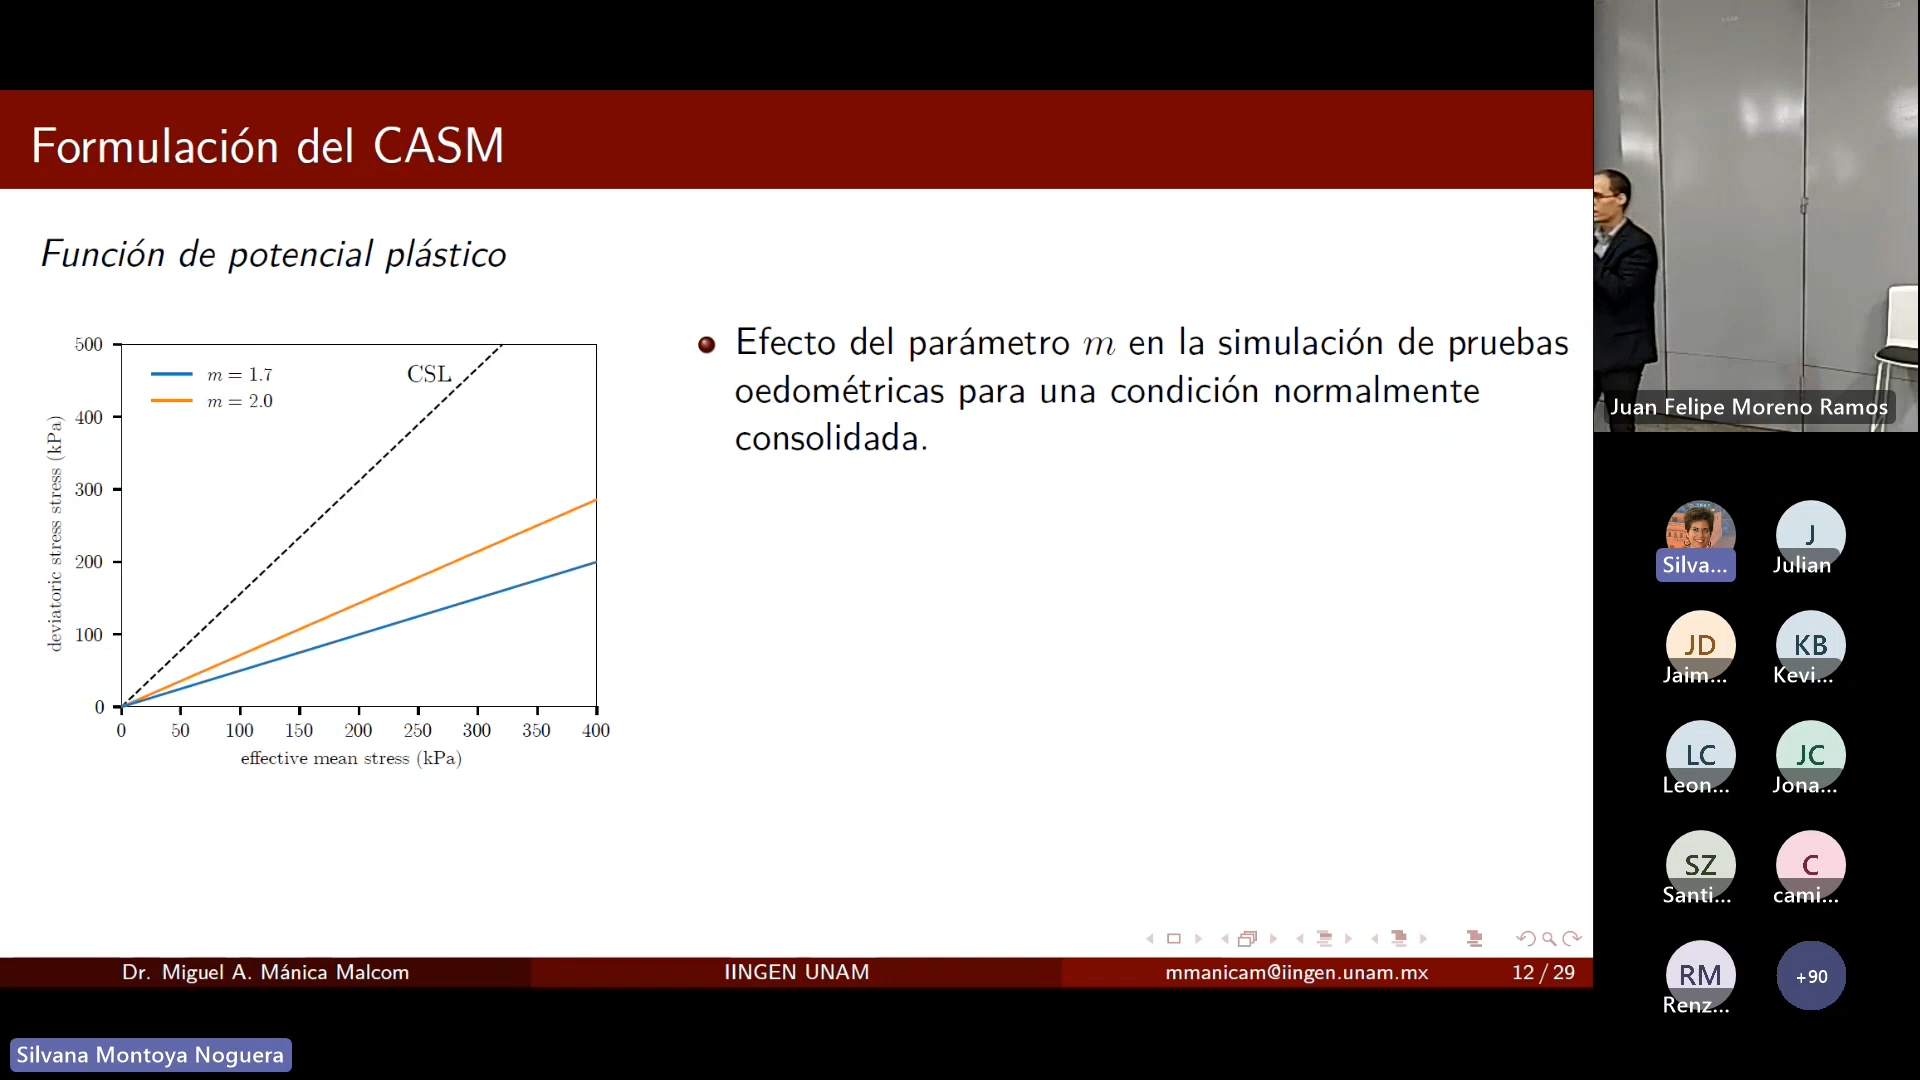 Formulación del CASM
Función de potencial plástico
500
400
300
200
100
0
deviatoric stress stress (kPa)
m = 1.7
m = 2.0
CSL
0 50 100 150 200 250 300 350 400
effective mean stress (kPa)
Efecto del parámetro m en la simulación de pruebas
oedométricas para una condición normalmente
consolidada.
Dr. Miguel A. Mánica Malcom IINGEN UNAM mmanicam@iingen.unam.mx 12 / 29
Silvana Montoya Noguera
Juan Felipe Moreno Ramos
J
Silva... Julian
JD KB
Jaim... Kevi...
LC JC
Leon... Jona...
SZ C
Santi... cami...
RM +90
Renz...